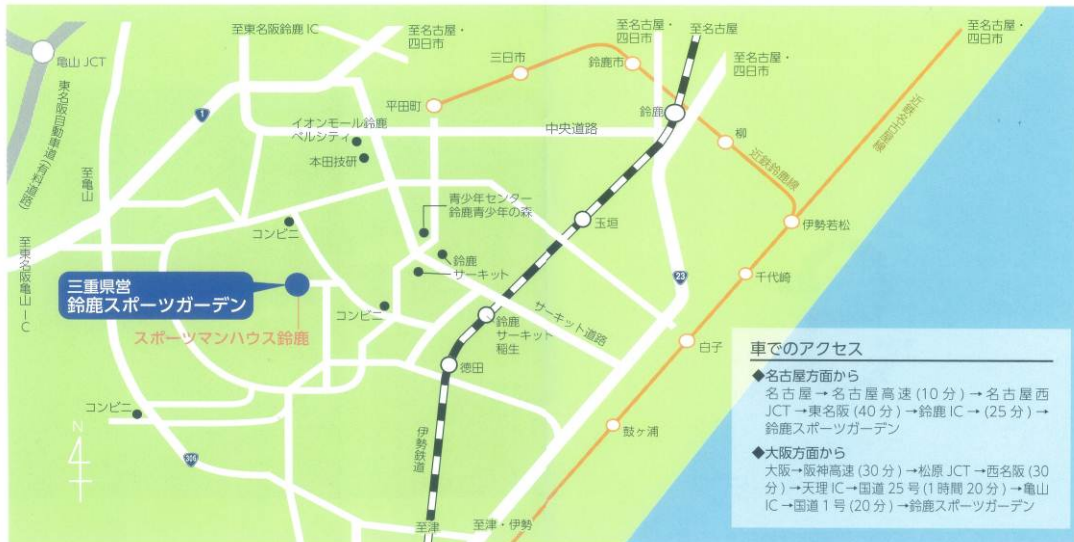 至東名阪鈴鹿IC
至名古屋・
四日市
至名古屋・
四日市
至名古屋
至名古屋・
四日市
至名古屋・
四日市
亀山 JCT
東名阪自動車道(有料道路)
三日市
鈴鹿市
平田町
1
鈴鹿
中央道路
イオンモール鈴鹿
ベルシティ
本田技研
柳
近鉄鈴鹿線
近鉄名古屋線
至亀山
青少年センター
鈴鹿青少年の森
玉垣
伊勢若松
コンビニ
至東名阪亀山ーC
鈴鹿
サーキット
23
千代崎
三重県営
鈴鹿スポーツガーデン
スポーツマンハウス鈴鹿
コンビニ
鈴鹿
サーキット
稲生
サーキット道路
白子
徳田
コンビニ
鼓ヶ浦
N
306
伊勢鉄道
至津
至津・伊勢
車でのアクセス
◆名古屋方面から
名古屋→名古屋高速(10分)→名古屋西
JCT→東名阪(40分)→鈴鹿IC→(25分)→
鈴鹿スポーツガーデン
◆大阪方面から
大阪→阪神高速(30分)→松原JCT→西名阪(30
分)→天理IC→国道25号(1時間20分)→亀山
IC→国道1号(20分)→鈴鹿スポーツガーデン